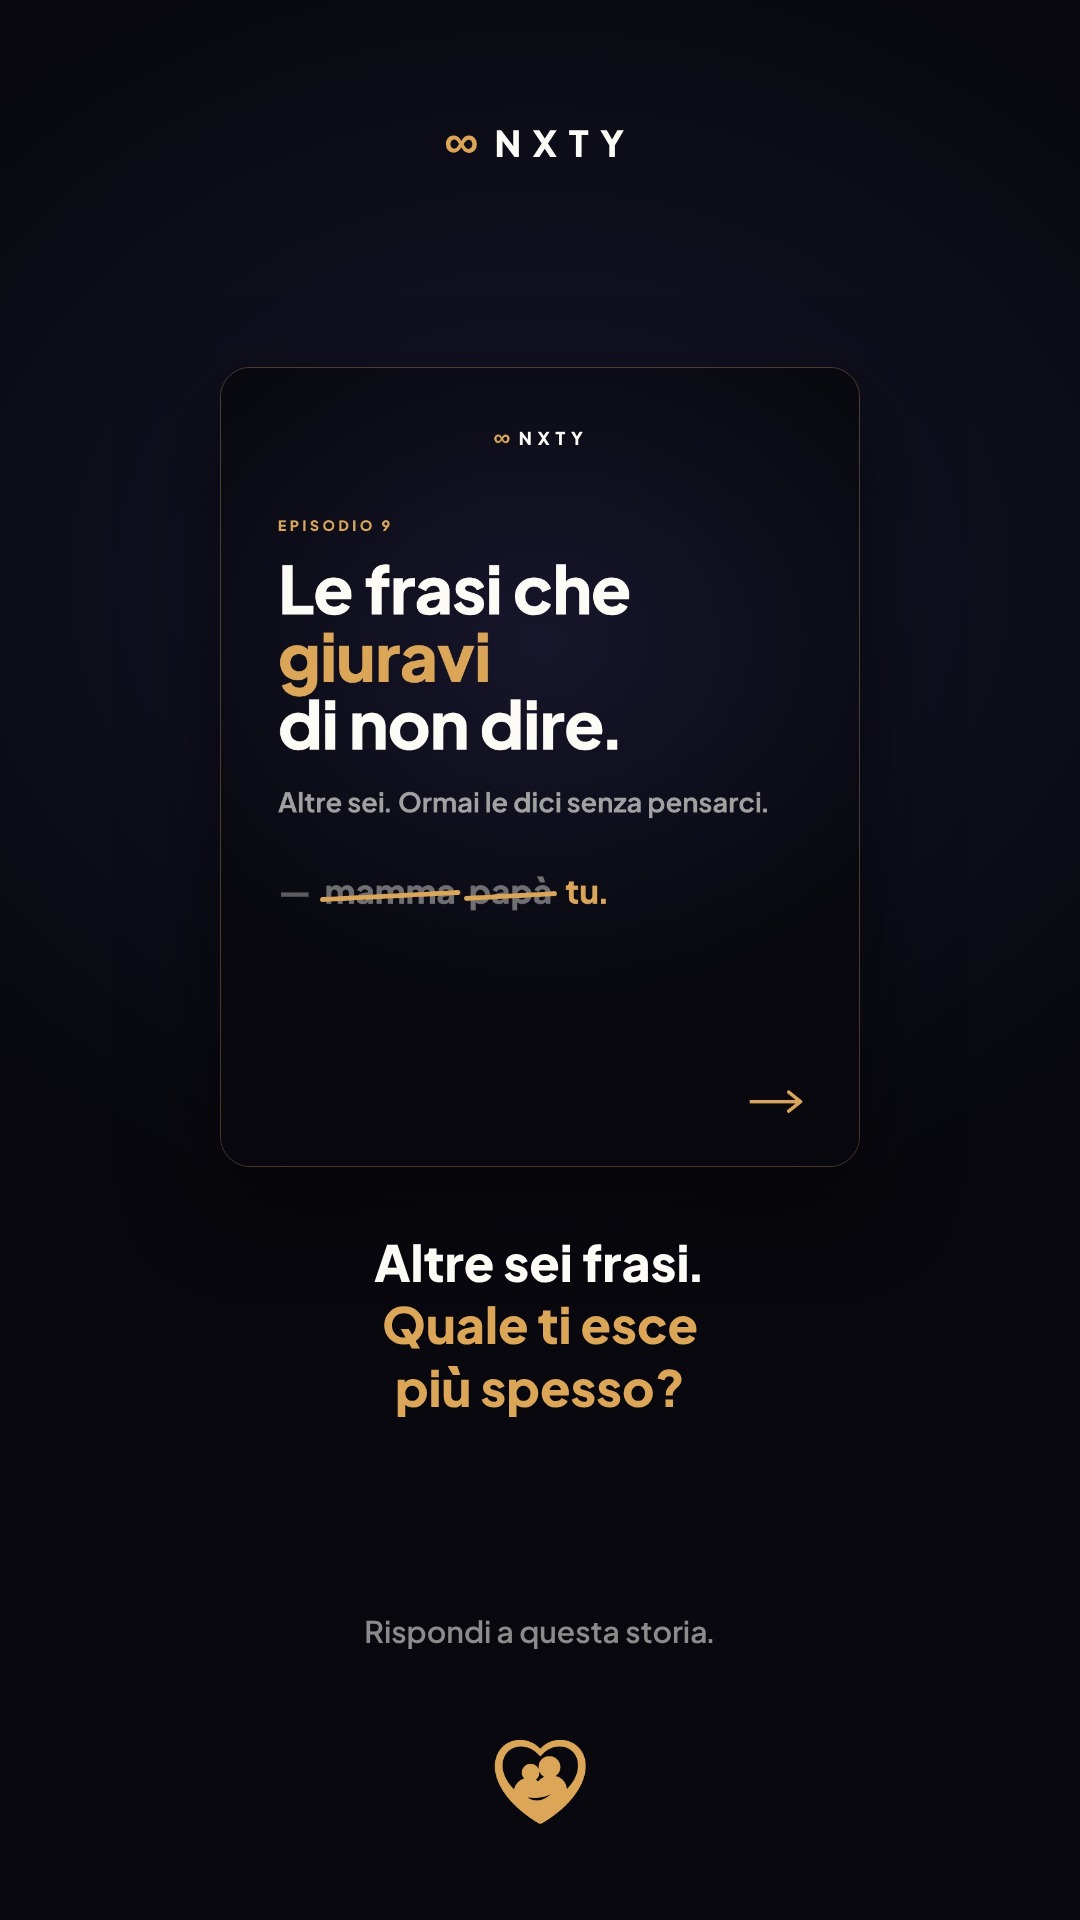 ∞ NXTY
∞ NXTY
EPISODIO 9
Le frasi che
giuravi
di non dire.
Altre sei. Ormai le dici senza pensarci.
— mamma papà tu.
Altre sei frasi.
Quale ti esce
più spesso?
Rispondi a questa storia.